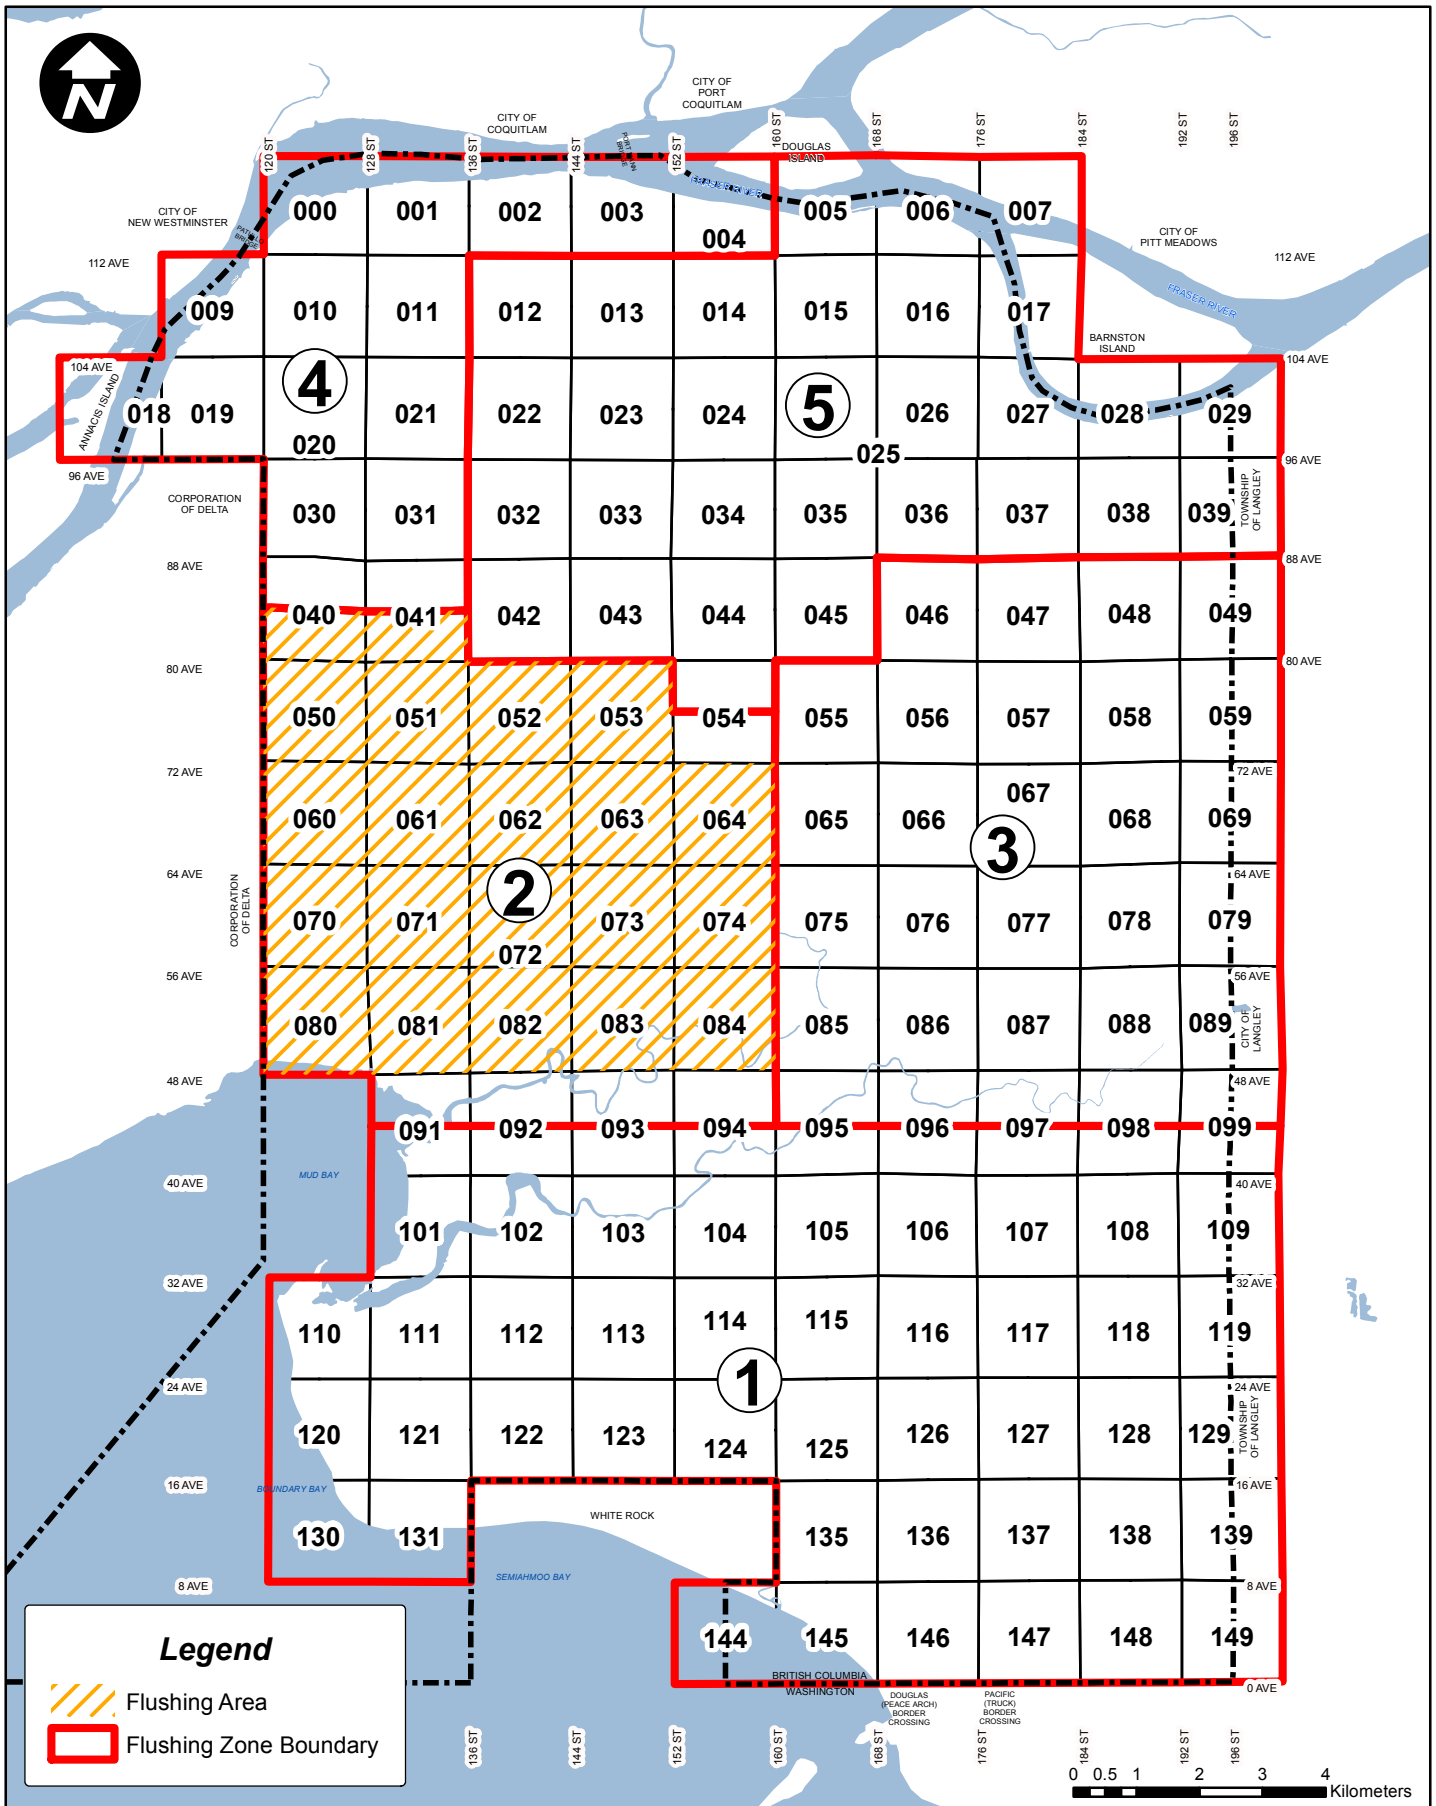 N
CITY OF
PORT
COQUITLAM
CITY OF
COQUITLAM
120 ST
128 ST
136 ST
144 ST
PORT MANN
BRIDGE
152 ST
160 ST
168 ST
176 ST
184 ST
192 ST
196 ST
DOUGLAS
ISLAND
FRASER RIVER
000
001
002
003
004
005
006
007
CITY OF
NEW WESTMINSTER
PATULLO
BRIDGE
CITY OF
PITT MEADOWS
112 AVE
112 AVE
FRASER RIVER
009
010
011
012
013
014
015
016
017
BARNSTON
ISLAND
104 AVE
104 AVE
ANNACIS ISLAND
4
5
018
019
020
021
022
023
024
025
026
027
028
029
96 AVE
96 AVE
CORPORATION
OF DELTA
TOWNSHIP
OF LANGLEY
030
031
032
033
034
035
036
037
038
039
88 AVE
88 AVE
040
041
042
043
044
045
046
047
048
049
80 AVE
80 AVE
050
051
052
053
054
055
056
057
058
059
72 AVE
72 AVE
060
061
062
063
064
065
066
067
068
069
3
64 AVE
64 AVE
2
CORPORATION
OF DELTA
070
071
072
073
074
075
076
077
078
079
56 AVE
56 AVE
080
081
082
083
084
085
086
087
088
089
CITY OF
LANGLEY
48 AVE
48 AVE
091
092
093
094
095
096
097
098
099
MUD BAY
40 AVE
40 AVE
101
102
103
104
105
106
107
108
109
32 AVE
32 AVE
110
111
112
113
114
115
116
117
118
119
1
24 AVE
24 AVE
120
121
122
123
124
125
126
127
128
129
TOWNSHIP
OF LANGLEY
16 AVE
16 AVE
BOUNDARY BAY
WHITE ROCK
130
131
135
136
137
138
139
SEMIAHMOO BAY
8 AVE
8 AVE
144
145
146
147
148
149
BRITISH COLUMBIA
WASHINGTON
0 AVE
DOUGLAS
(PEACE ARCH)
BORDER
CROSSING
PACIFIC
(TRUCK)
BORDER
CROSSING
136 ST
144 ST
152 ST
160 ST
168 ST
176 ST
184 ST
192 ST
196 ST
Legend
Flushing Area
Flushing Zone Boundary
0 0.5 1 2 3 4
Kilometers